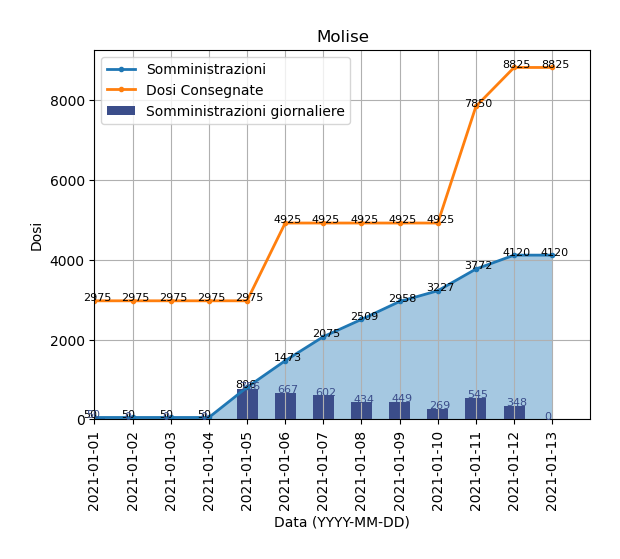 Molise
Somministrazioni
Dosi Consegnate
Somministrazioni giornaliere
Dosi
8000
6000
4000
2000
0
2975 2975 2975 2975 2975 4925 4925 4925 4925 4925 7850 8825 8825
50 50 50 50 806 1473 2075 2509 2958 3227 3772 4120 4120
667 602 434 449 269 545 348 0
2021-01-01
2021-01-02
2021-01-03
2021-01-04
2021-01-05
2021-01-06
2021-01-07
2021-01-08
2021-01-09
2021-01-10
2021-01-11
2021-01-12
2021-01-13
Data (YYYY-MM-DD)